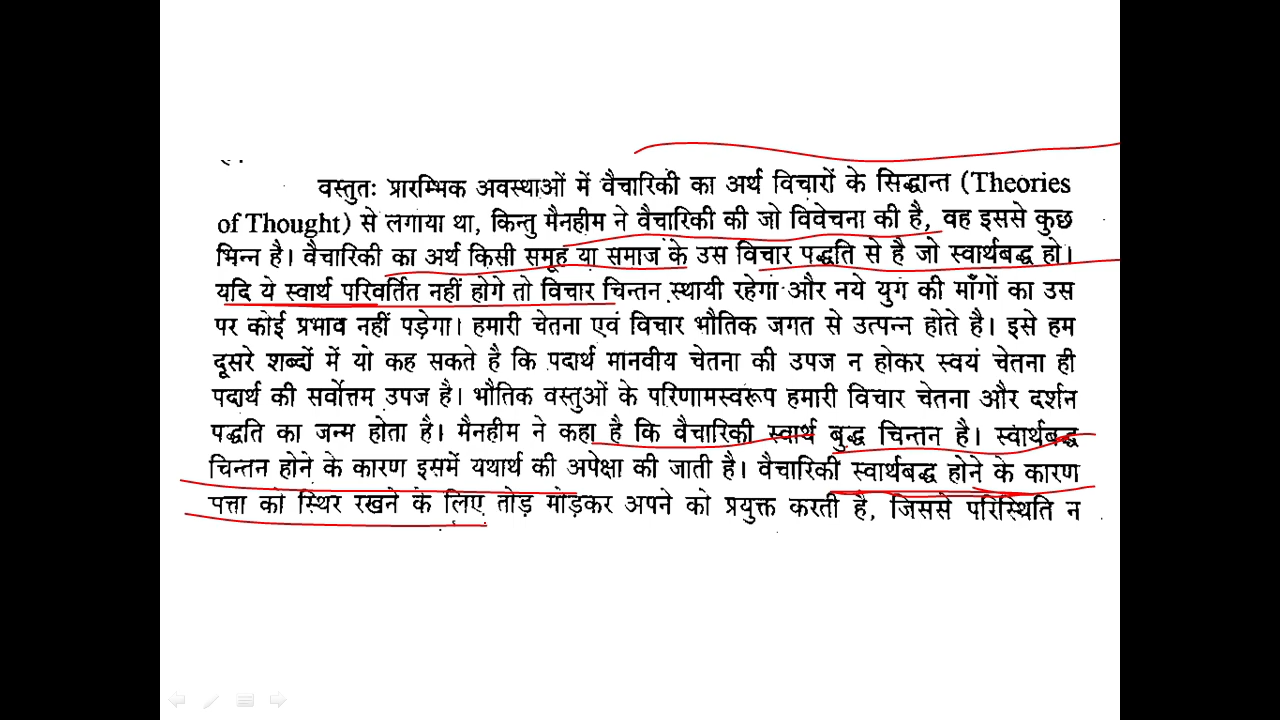 वस्तुतः प्रारम्भिक अवस्थाओं में वैचारिकी का अर्थ विचारों के सिद्धान्त (Theories
of Thought) से लगाया था, किन्तु मैनहीम ने वैचारिकी की जो विवेचना की है, वह इससे कुछ
भिन्न है। वैचारिकी का अर्थ किसी समूह या समाज के उस विचार पद्धति से है जो स्वार्थबद्ध हो।
यदि ये स्वार्थ परिवर्तित नहीं होगे तो विचार चिन्तन स्थायी रहेगा और नये युग की माँगों का उस
पर कोई प्रभाव नहीं पड़ेगा। हमारी चेतना एवं विचार भौतिक जगत से उत्पन्न होते है। इसे हम
दूसरे शब्दों में यो कह सकते है कि पदार्थ मानवीय चेतना की उपज न होकर स्वयं चेतना ही
पदार्थ की सर्वोत्तम उपज है। भौतिक वस्तुओं के परिणामस्वरूप हमारी विचार चेतना और दर्शन
पद्धति का जन्म होता है। मैनहीम ने कहा है कि वैचारिकी स्वार्थ बुद्ध चिन्तन है। स्वार्थबद्ध
चिन्तन होने के कारण इसमें यथार्थ की अपेक्षा की जाती है। वैचारिकी स्वार्थबद्ध होने के कारण
पत्ता को स्थिर रखने के लिए तोड़ मोड़कर अपने को प्रयुक्त करती है, जिससे परिस्थिति न